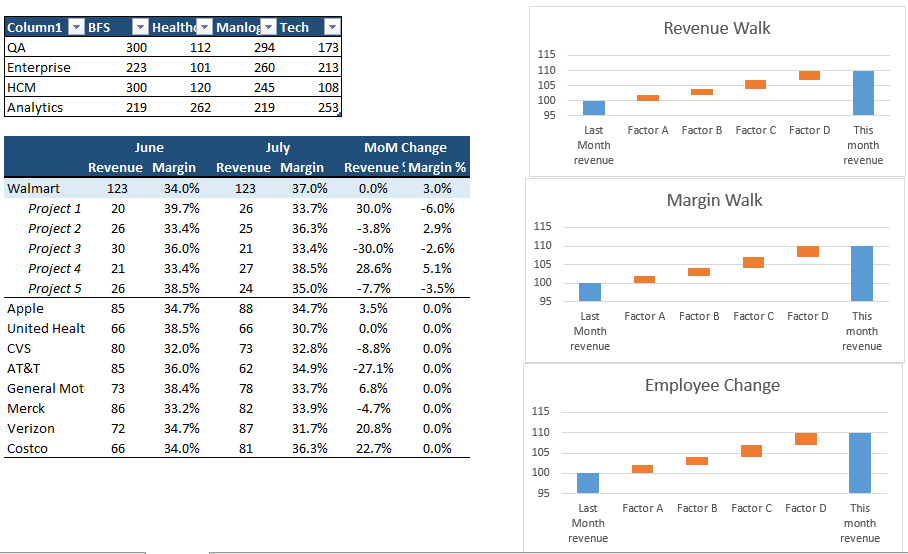 Column1 BFS Healthc Manlog Tech
QA 300 112 294 173
Enterprise 223 101 260 213
HCM 300 120 245 108
Analytics 219 262 219 253
June July MoM Change
Revenue Margin Revenue Margin Revenue % Margin %
Walmart 123 34.0% 123 37.0% 0.0% 3.0%
Project 1 20 39.7% 26 33.7% 30.0% -6.0%
Project 2 26 33.4% 25 36.3% -3.8% 2.9%
Project 3 30 36.0% 21 33.4% -30.0% -2.6%
Project 4 21 33.4% 27 38.5% 28.6% 5.1%
Project 5 26 38.5% 24 35.0% -7.7% -3.5%
Apple 85 34.7% 88 34.7% 3.5% 0.0%
United Healt 66 38.5% 66 30.7% 0.0% 0.0%
CVS 80 32.0% 73 32.8% -8.8% 0.0%
AT&T 85 36.0% 62 34.9% -27.1% 0.0%
General Mot 73 38.4% 78 33.7% 6.8% 0.0%
Merck 86 33.2% 82 33.9% -4.7% 0.0%
Verizon 72 34.7% 87 31.7% 20.8% 0.0%
Costco 66 34.0% 81 36.3% 22.7% 0.0%
Revenue Walk
115
110
105
100
95
Last Factor A Factor B Factor C Factor D This
Month month
revenue revenue
Margin Walk
115
110
105
100
95
Last Factor A Factor B Factor C Factor D This
Month month
revenue revenue
Employee Change
115
110
105
100
95
Last Factor A Factor B Factor C Factor D This
Month month
revenue revenue